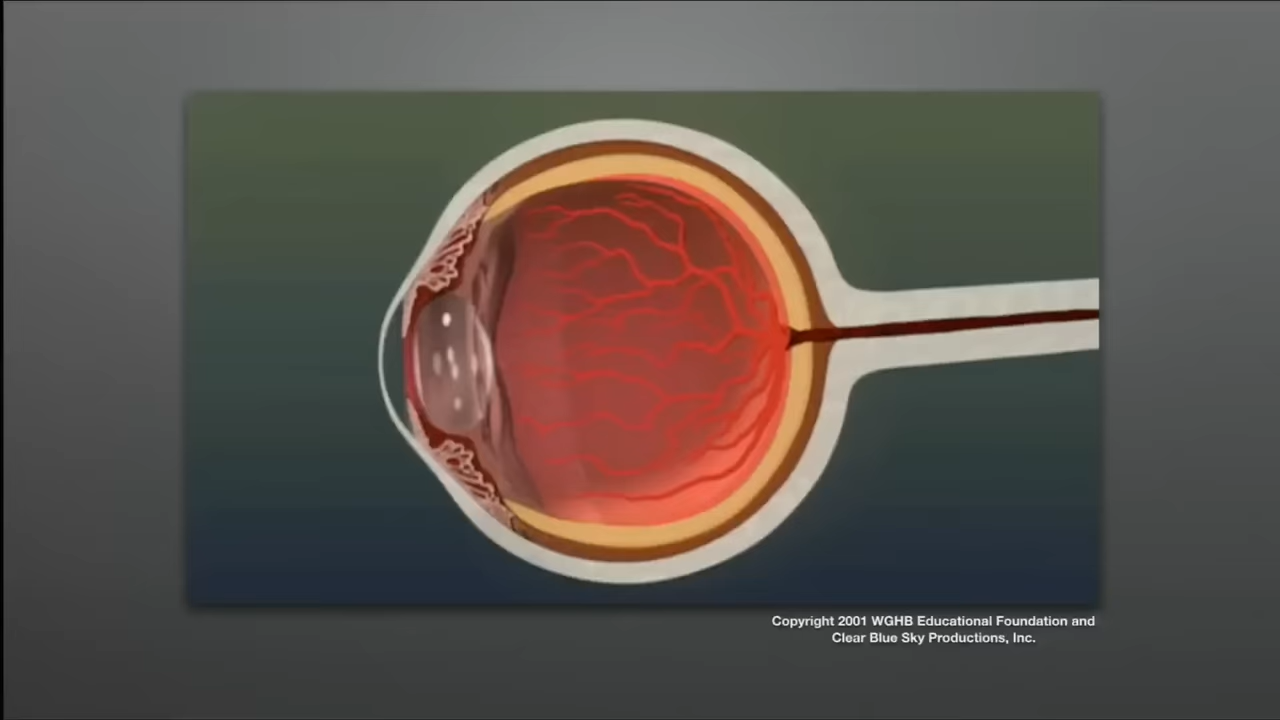 Copyright 2001 WGHB Educational Foundation and
Clear Blue Sky Productions, Inc.